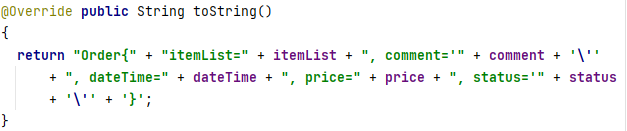 @Override public String toString()
{
  return "Order{" + "itemList=" + itemList + ", comment='" + comment + '\''
      + ", dateTime=" + dateTime + ", price=" + price + ", status='" + status
      + '\'' + '}';
}